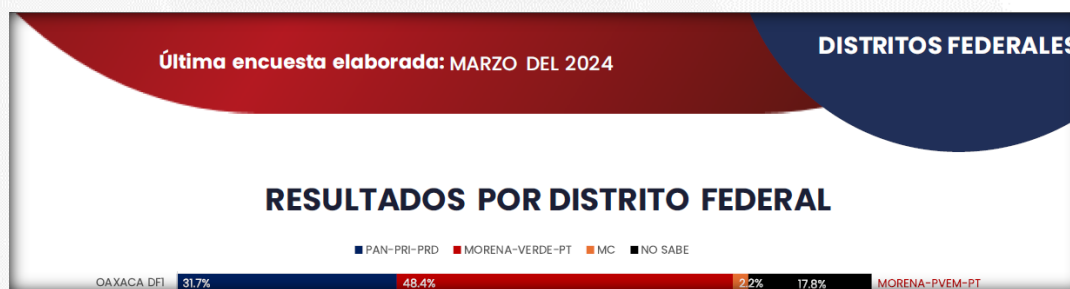 Última encuesta elaborada: MARZO DEL 2024
DISTRITOS FEDERALES
RESULTADOS POR DISTRITO FEDERAL
PAN-PRI-PRD MORENA-VERDE-PT MC NO SABE
OAXACA DF1 31.7% 48.4% 2.2% 17.8% MORENA-PVEM-PT